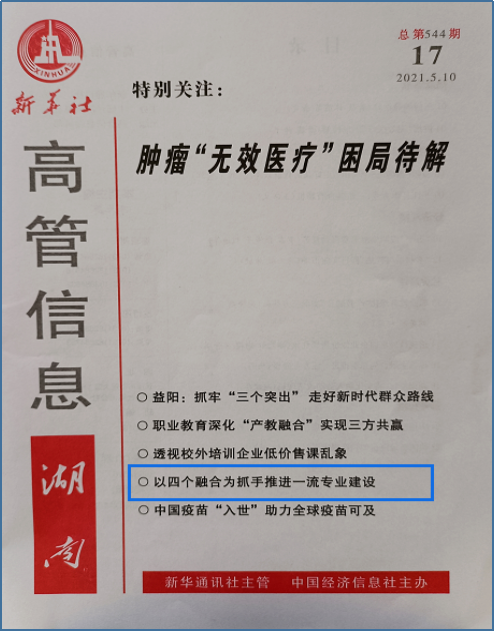 总第544期
17
2021.5.10
XINHUA
新华社
特别关注：
肿瘤“无效医疗”困局待解
高管信息
湖南
○ 益阳：抓牢“三个突出” 走好新时代群众路线
○ 职业教育深化“产教融合”实现三方共赢
○ 透视校外培训企业低价售课乱象
○ 以四个融合为抓手推进一流专业建设
○ 中国疫苗“入世”助力全球疫苗可及
新华通讯社主管 中国经济信息社主办